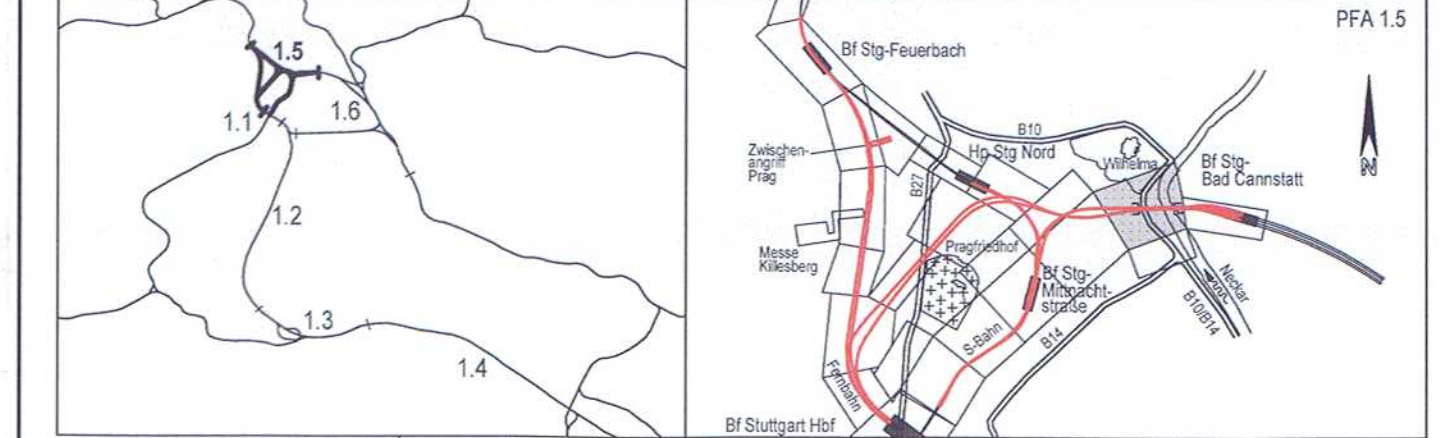 1.5
1.6
1.1
1.2
1.3
1.4
PFA 1.5
Bf Stg-Feuerbach
B10
Zwischen-
angriff
Prag
Hp Stg Nord
Wilhelma
Bf Stg-
Bad Cannstatt
N
B27
Messe
Killesberg
Pragfriedhof
Bf Stg-
Mittnacht-
straße
Neckar
B10/B14
S-Bahn
B14
Fernbahn
Bf Stuttgart Hbf